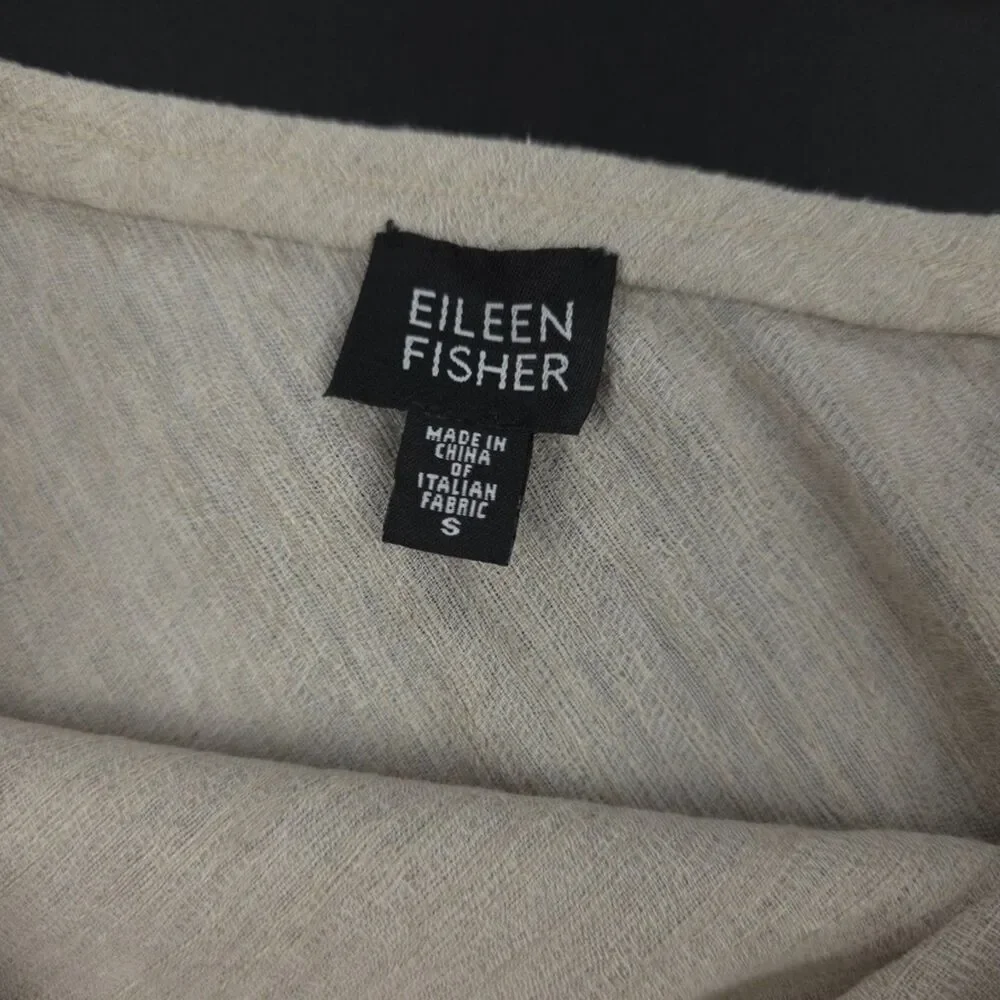 EILEEN
FISHER
MADE IN
CHINA
OF
ITALIAN
FABRIC
S